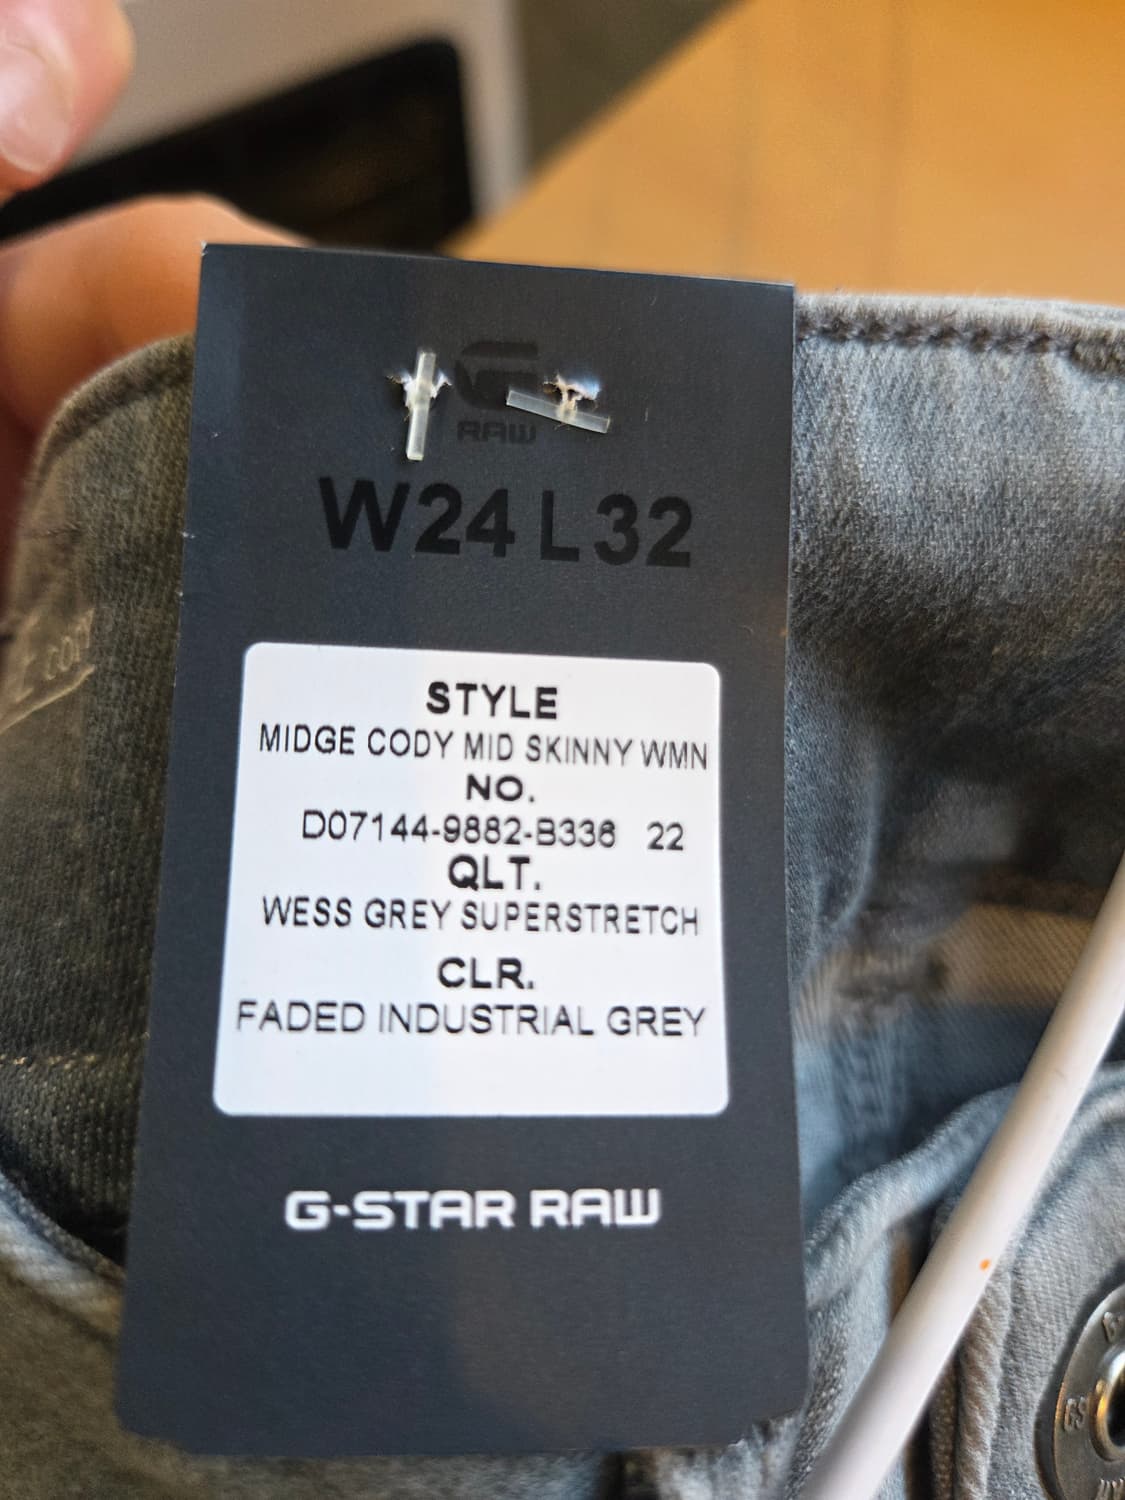 RAW
W24 L32
STYLE
MIDGE CODY MID SKINNY WMN
NO.
D07144-9882-B336 22
QLT.
WESS GREY SUPERSTRETCH
CLR.
FADED INDUSTRIAL GREY
G-STAR RAW